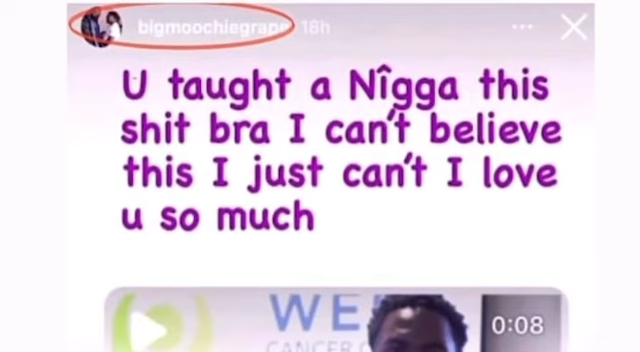 bigmoochiegrape 18h
U taught a Nîgga this
shit bra I can't believe
this I just can't I love
u so much
WE
CANCER
0:08